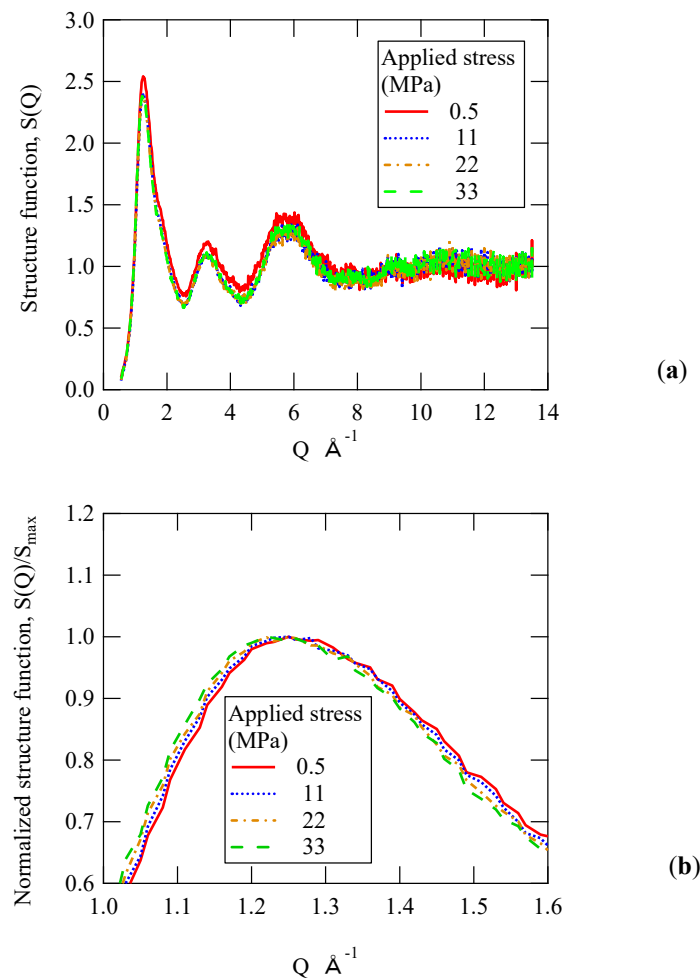 3.0
2.5
2.0
1.5
1.0
0.5
0.0
Structure function, S(Q)
Applied stress
(MPa)
0.5
11
22
33
0 2 4 6 8 10 12 14
Q Å⁻¹
(a)
1.2
1.1
1.0
0.9
0.8
0.7
0.6
Normalized structure function, S(Q)/Smax
Applied stress
(MPa)
0.5
11
22
33
1.0 1.1 1.2 1.3 1.4 1.5 1.6
Q Å⁻¹
(b)